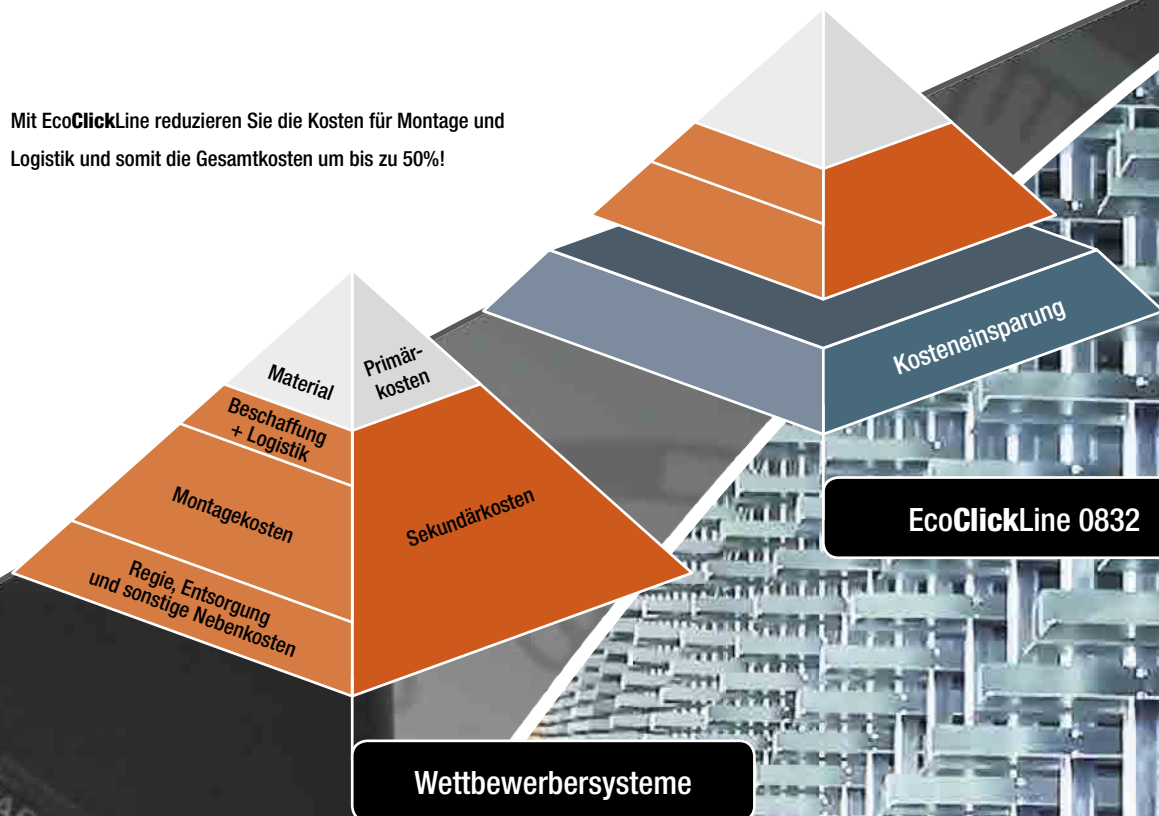 Mit EcoClickLine reduzieren Sie die Kosten für Montage und
Logistik und somit die Gesamtkosten um bis zu 50%!
Kosteneinsparung
EcoClickLine 0832
Material
Primär-
kosten
Beschaffung
+ Logistik
Montagekosten
Regie, Entsorgung
und sonstige Nebenkosten
Sekundärkosten
Wettbewerbersysteme